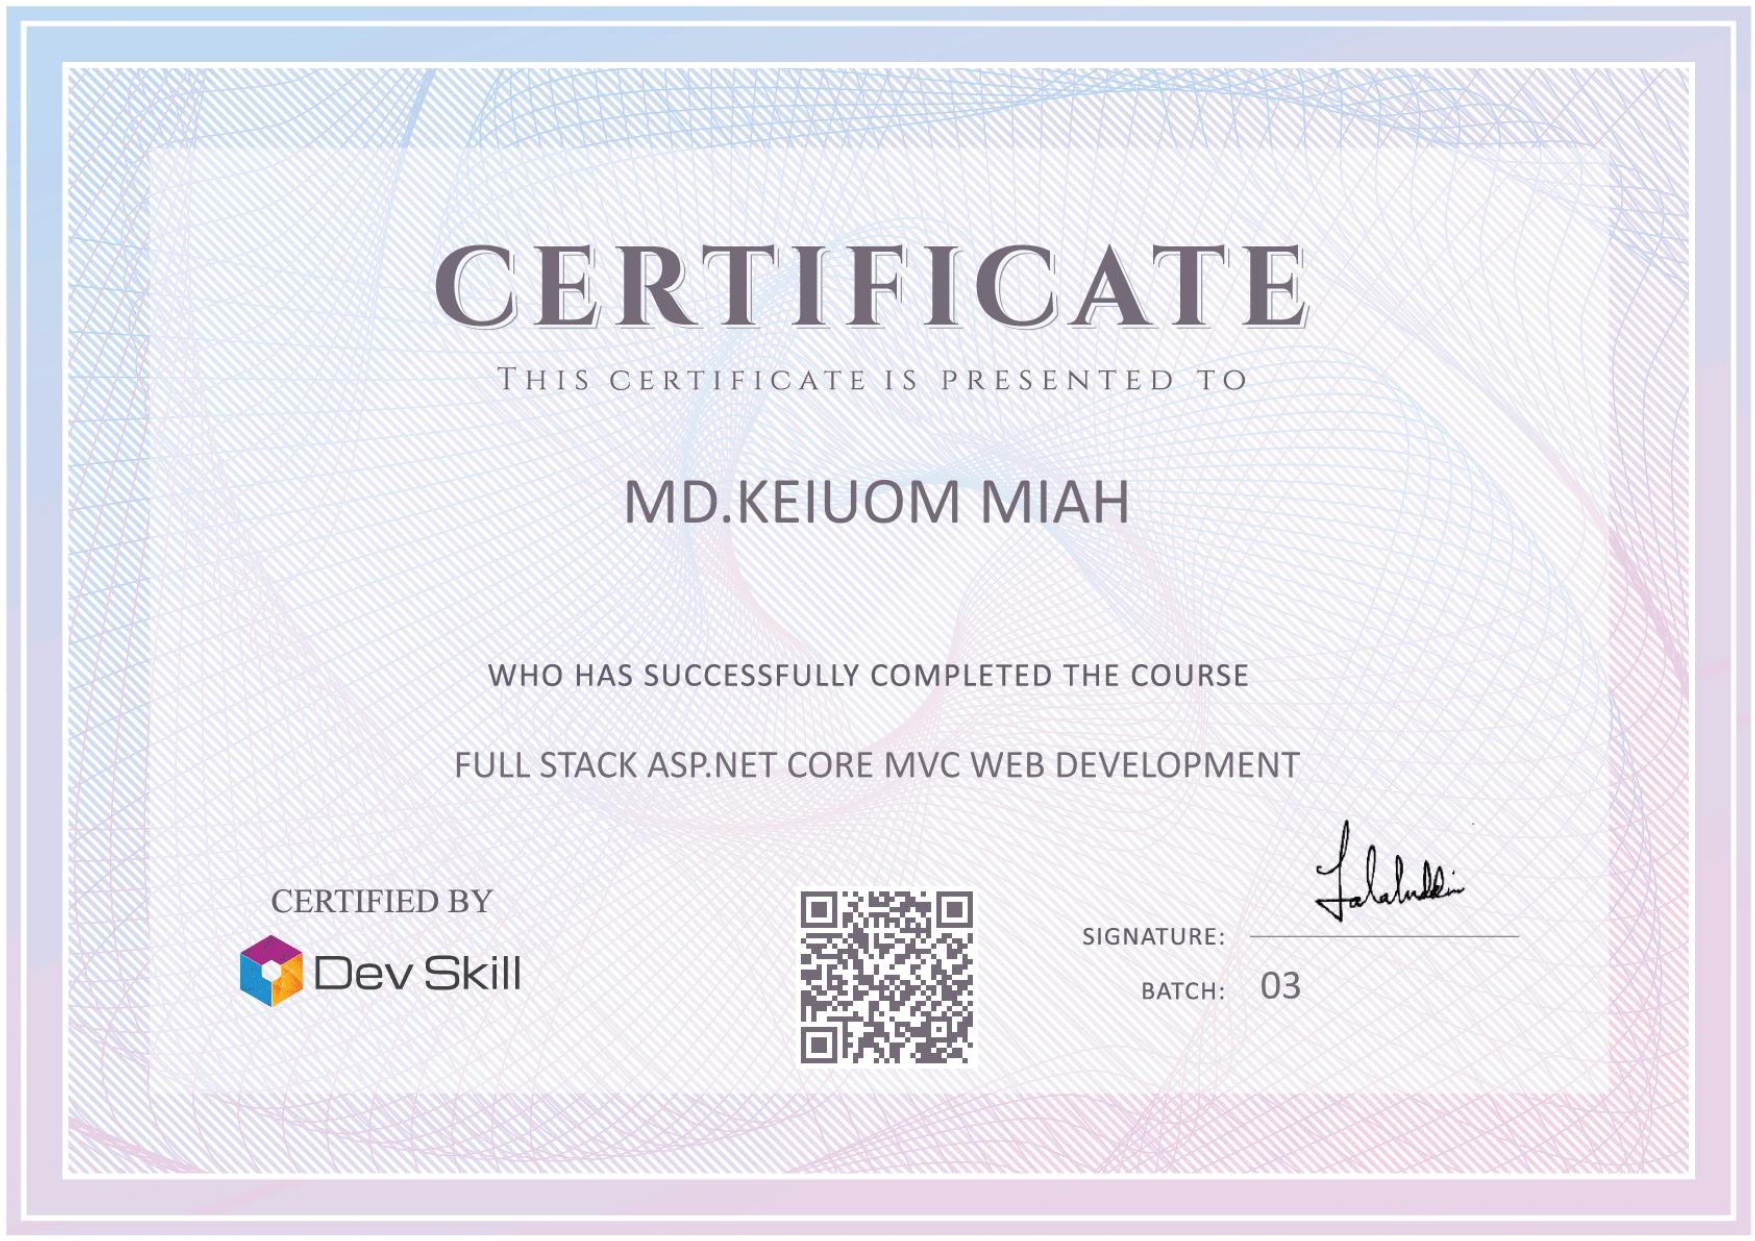 CERTIFICATE
THIS CERTIFICATE IS PRESENTED TO
MD.KEIUOM MIAH
WHO HAS SUCCESSFULLY COMPLETED THE COURSE
FULL STACK ASP.NET CORE MVC WEB DEVELOPMENT
CERTIFIED BY
Dev Skill
SIGNATURE:
BATCH: 03